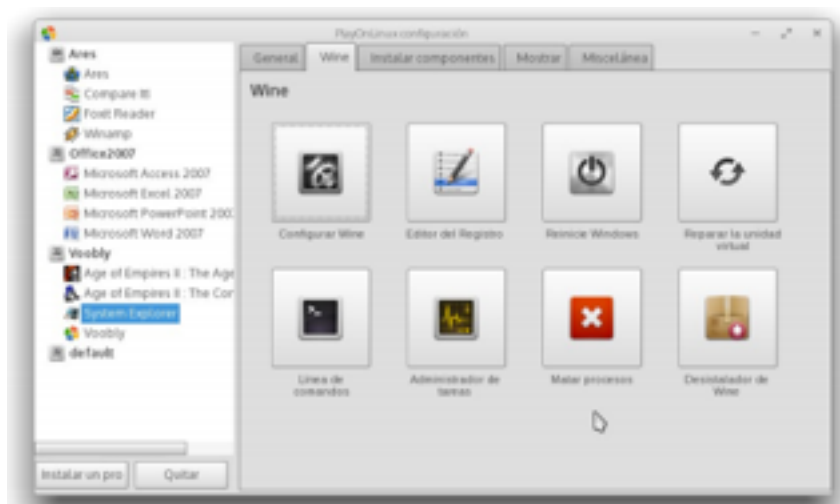 PlayOnLinux configuración
Ares
Ares
Compare It!
Foxit Reader
Winamp
Office2007
Microsoft Access 2007
Microsoft Excel 2007
Microsoft PowerPoint 200
Microsoft Word 2007
Voobly
Age of Empires II : The Age
Age of Empires II : The Cor
System Explorer
Voobly
default
Instalar un pro
Quitar
General
Wine
Instalar componentes
Mostrar
Miscelánea
Wine
Configurar Wine
Editor del Registro
Reinicie Windows
Reparar la unidad
virtual
Línea de
comandos
Administrador de
tareas
Matar procesos
Desistalador de
Wine